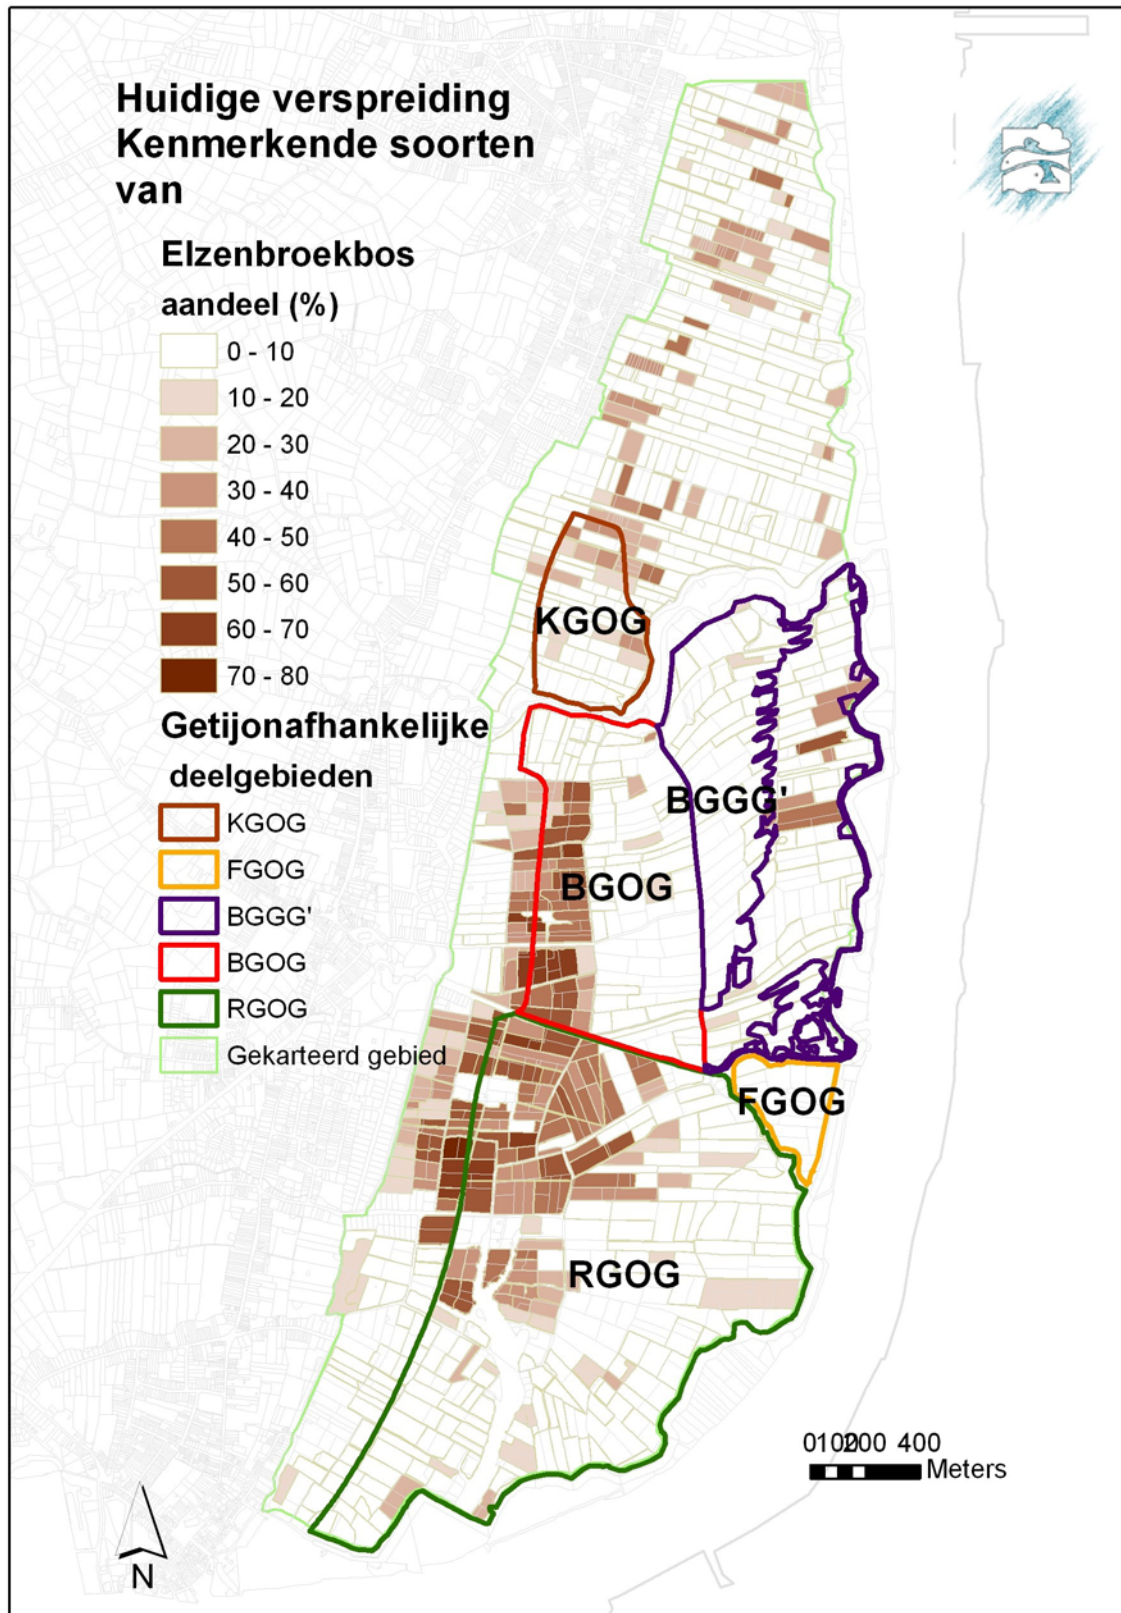 Huidige verspreiding
Kenmerkende soorten
van
Elzenbroekbos
aandeel (%)
0 - 10
10 - 20
20 - 30
30 - 40
40 - 50
50 - 60
60 - 70
70 - 80
Getijonafhankelijke
deelgebieden
KGOG
FGOG
BGGG'
BGOG
RGOG
Gekarteerd gebied
KGOG
BGGG'
BGOG
FGOG
RGOG
0100200 400
Meters
N